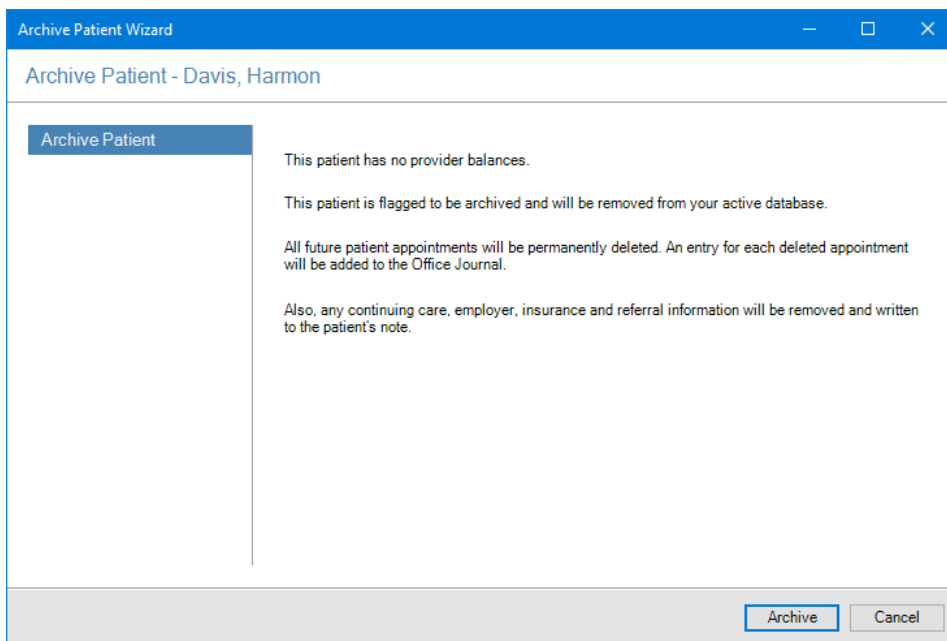 Archive Patient Wizard
Archive Patient - Davis, Harmon
Archive Patient
This patient has no provider balances.
This patient is flagged to be archived and will be removed from your active database.
All future patient appointments will be permanently deleted. An entry for each deleted appointment
will be added to the Office Journal.
Also, any continuing care, employer, insurance and referral information will be removed and written
to the patient's note.
Archive
Cancel